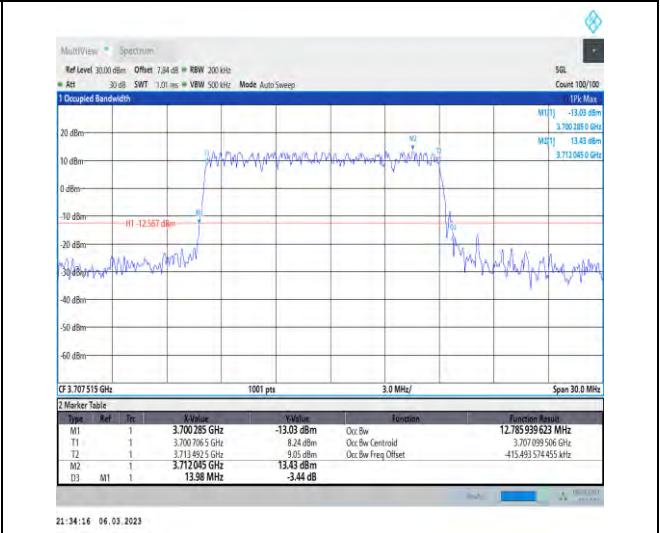 MultiView Spectrum
Ref Level 30.00 dBm Offset 7.84 dB RBW 200 kHz SGL
Att 30 dB SWT 1.01 ms VBW 500 kHz Mode Auto Sweep Count 100/100
1 Occupied Bandwidth 1Pk Max
M1[1] -13.03 dBm
3.700 285 0 GHz
M2[1] 13.43 dBm
3.712 045 0 GHz
20 dBm
M2
T1 T2
10 dBm
0 dBm
-10 dBm
M1
H1 -12.567 dBm
D3
-20 dBm
-30 dBm
-40 dBm
-50 dBm
-60 dBm
CF 3.707 515 GHz 1001 pts 3.0 MHz/ Span 30.0 MHz
2 Marker Table
Type Ref Trc X-Value Y-Value Function Function Result
M1 1 3.700 285 GHz -13.03 dBm Occ Bw 12.785 939 623 MHz
T1 1 3.700 706 5 GHz 8.24 dBm Occ Bw Centroid 3.707 099 506 GHz
T2 1 3.713 492 5 GHz 9.05 dBm Occ Bw Freq Offset -415.493 574 455 kHz
M2 1 3.712 045 GHz 13.43 dBm
D3 M1 1 13.98 MHz -3.44 dB
21:34:16 06.03.2023